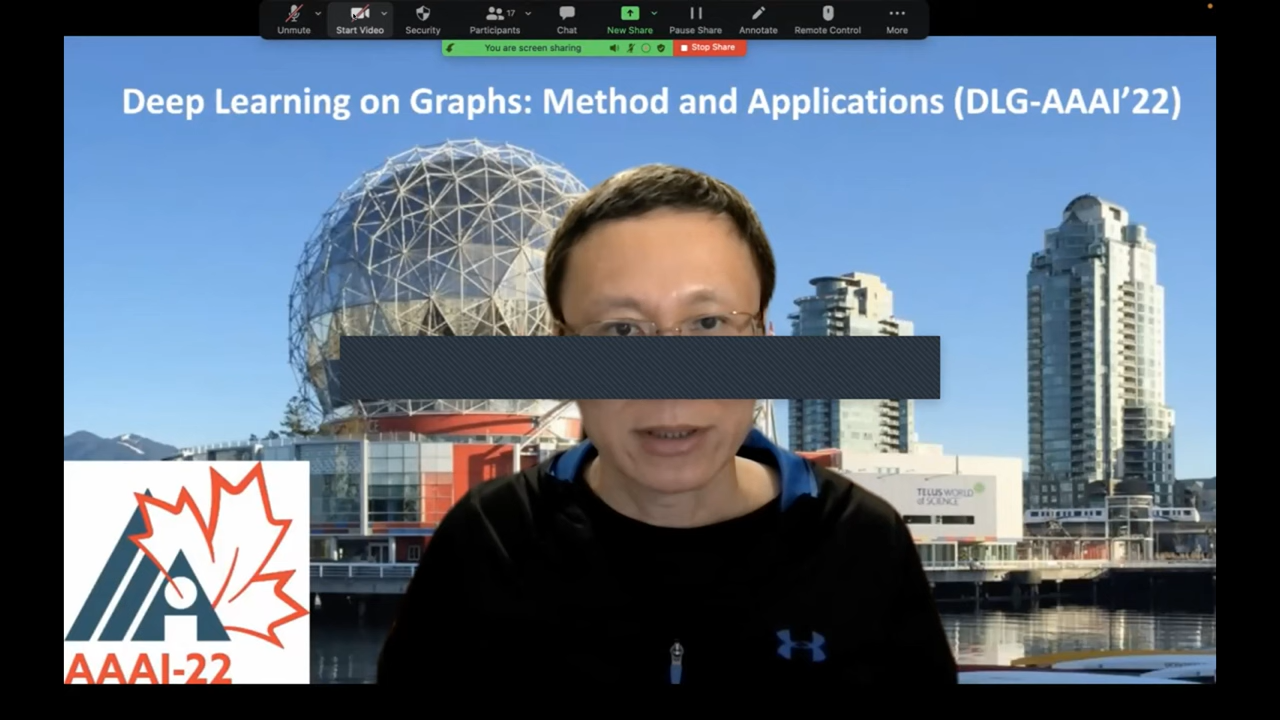 Unmute
Start Video
Security
17
Participants
Chat
New Share
Pause Share
Annotate
Remote Control
More
You are screen sharing
Stop Share
Deep Learning on Graphs: Method and Applications (DLG-AAAI’22)
TELUS WORLD
of SCIENCE
AAAI-22